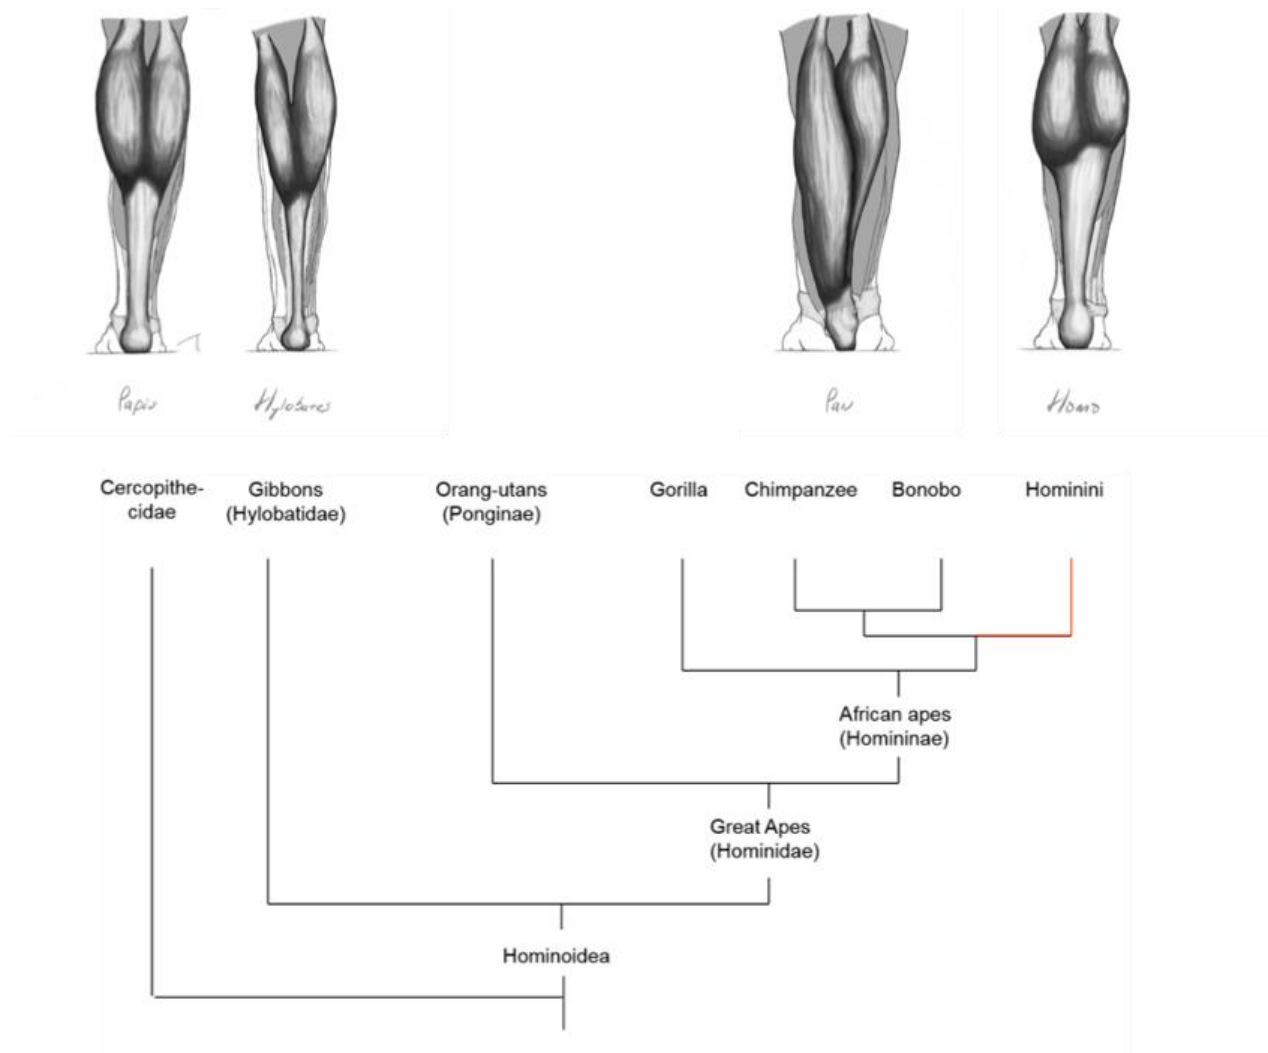 Papio
Hylobates
Pan
Homo
Cercopithe-
cidae
Gibbons
(Hylobatidae)
Orang-utans
(Ponginae)
Gorilla
Chimpanzee
Bonobo
Hominini
African apes
(Homininae)
Great Apes
(Hominidae)
Hominoidea